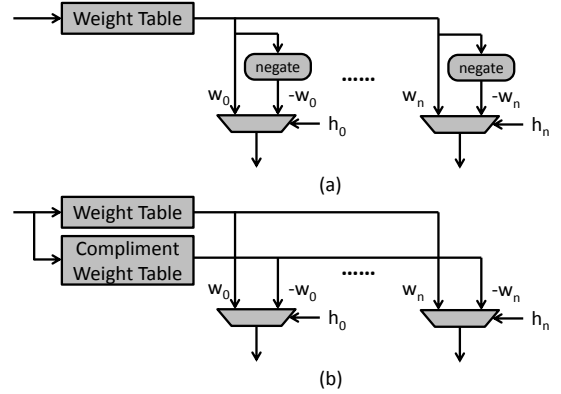 Weight Table
negate ...... negate
w0 -w0 wn -wn
h0 hn
(a)
Weight Table
Compliment
Weight Table
......
w0 -w0 wn -wn
h0 hn
(b)